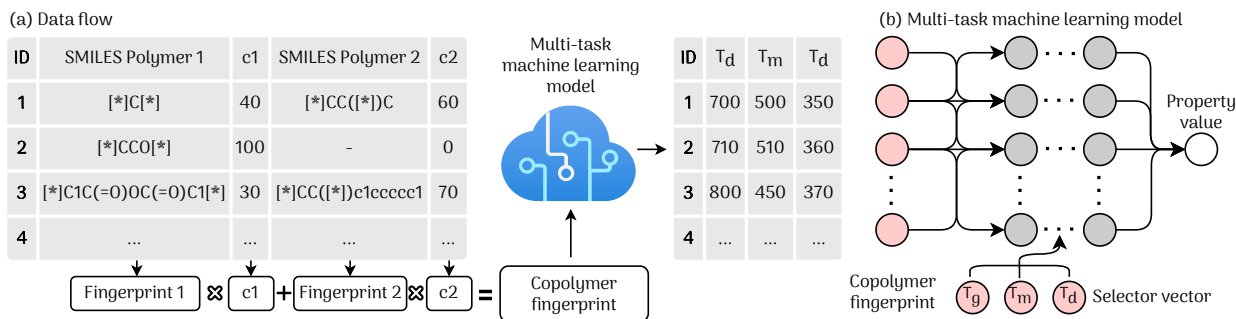 (a) Data flow
ID SMILES Polymer 1 c1 SMILES Polymer 2 c2
1 [*]C[*] 40 [*]CC([*])C 60
2 [*]CCO[*] 100 - 0
3 [*]C1C(=O)OC(=O)C1[*] 30 [*]CC([*])c1ccccc1 70
4 ... ... ... ...
Fingerprint 1 ✖ c1 + Fingerprint 2 ✖ c2 =
Copolymer
fingerprint
Multi-task
machine learning
model
ID Td Tm Td
1 700 500 350
2 710 510 360
3 800 450 370
4 ... ... ...
(b) Multi-task machine learning model
Property
value
Copolymer
fingerprint
Tg Tm Td
Selector vector